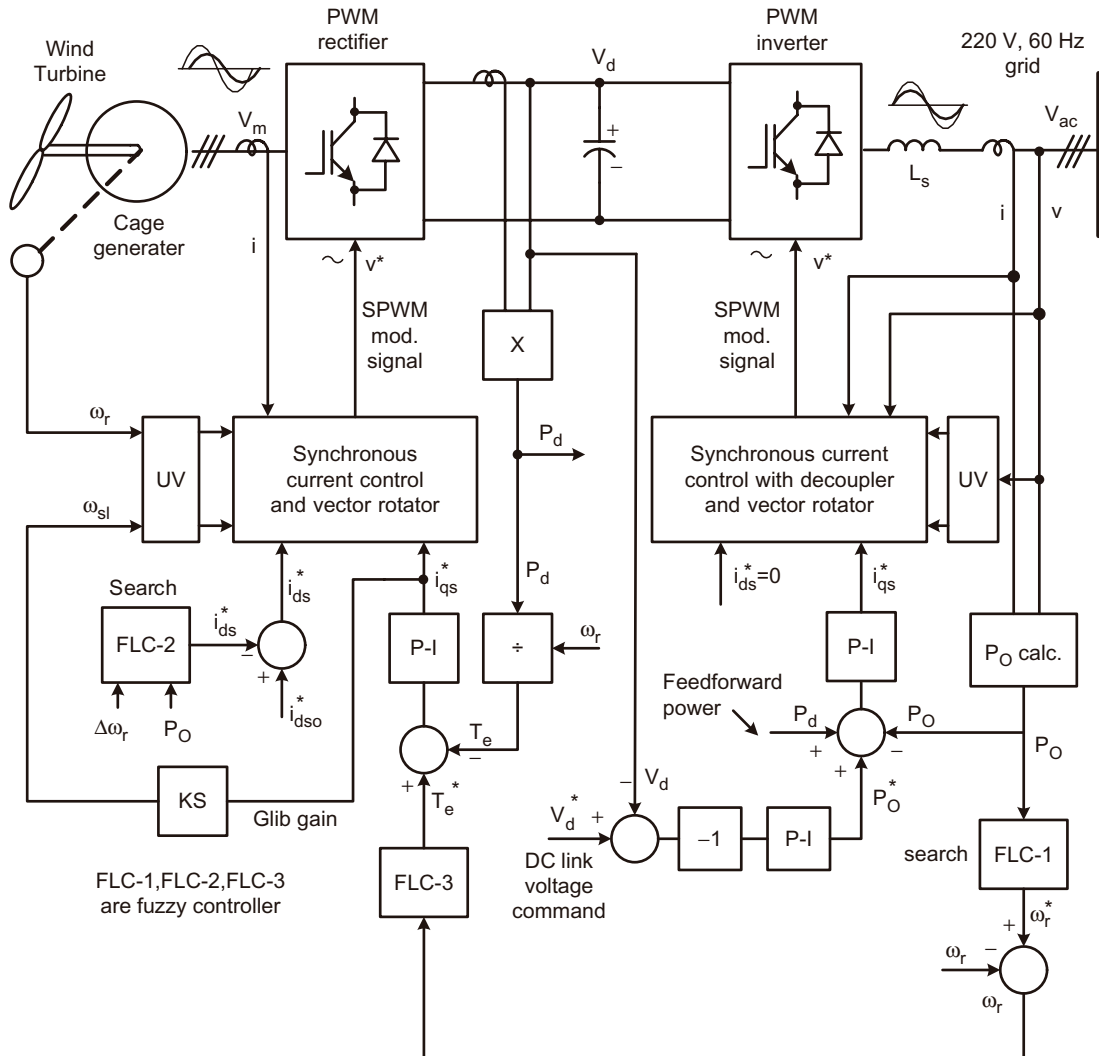 PWM
rectifier
PWM
inverter
Wind
Turbine
220 V, 60 Hz
grid
V_d
V_m
V_ac
+
−
L_s
Cage
generater
i
i
v
~
v*
~
v*
SPWM
mod.
signal
SPWM
mod.
signal
X
ω_r
P_d
UV
Synchronous
current control
and vector rotator
Synchronous current
control with decoupler
and vector rotator
UV
ω_sl
P_d
i*_ds
i*_qs
i*_ds=0
i*_qs
Search
FLC-2
i*_ds
−
+
i*_dso
Δω_r
P_O
P-I
÷
ω_r
P-I
P_O calc.
Feedforward
power
P_d
+
P_O
−
+
P_O
T_e
−
+
T*_e
KS
Glib gain
−
V_d
P*_O
V*_d
+
−1
P-I
DC link
voltage
command
search
FLC-1
FLC-3
FLC-1,FLC-2,FLC-3
are fuzzy controller
+
ω*_r
ω_r
−
ω_r